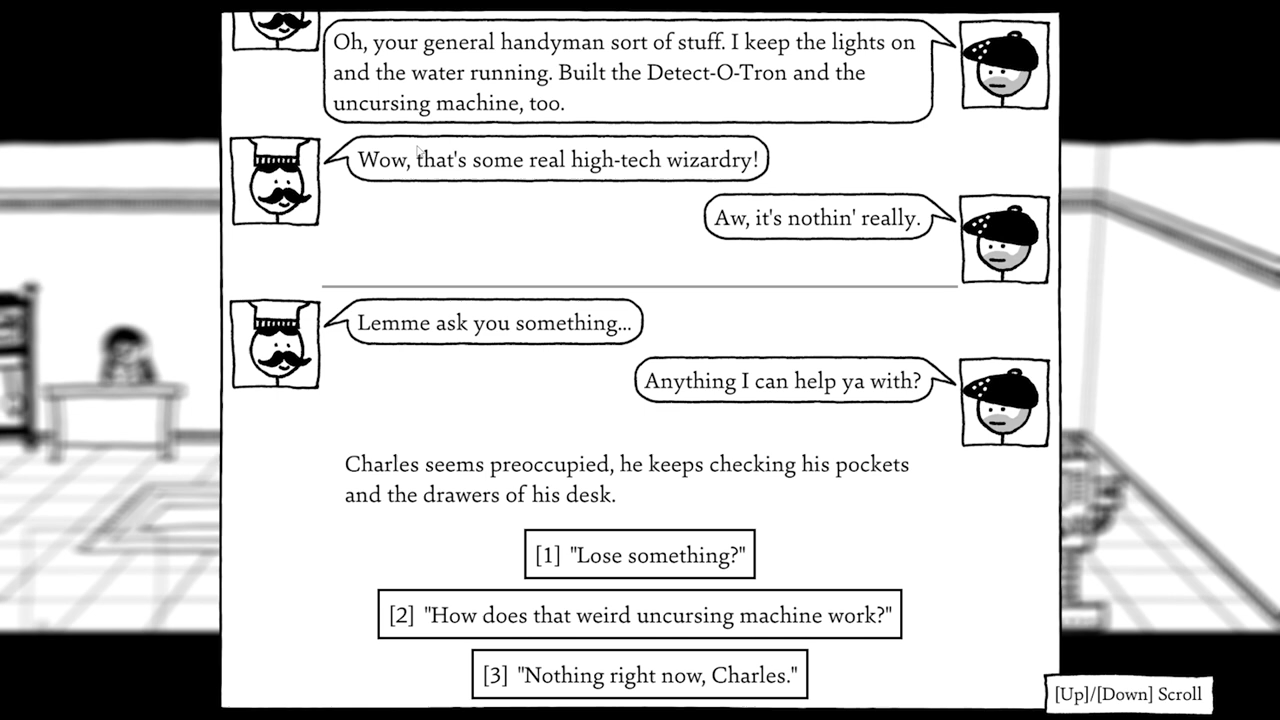 Oh, your general handyman sort of stuff. I keep the lights on
and the water running. Built the Detect-O-Tron and the
uncursing machine, too.
Wow, that's some real high-tech wizardry!
Aw, it's nothin' really.
Lemme ask you something...
Anything I can help ya with?
Charles seems preoccupied, he keeps checking his pockets
and the drawers of his desk.
[1] "Lose something?"
[2] "How does that weird uncursing machine work?"
[3] "Nothing right now, Charles."
[Up]/[Down] Scroll